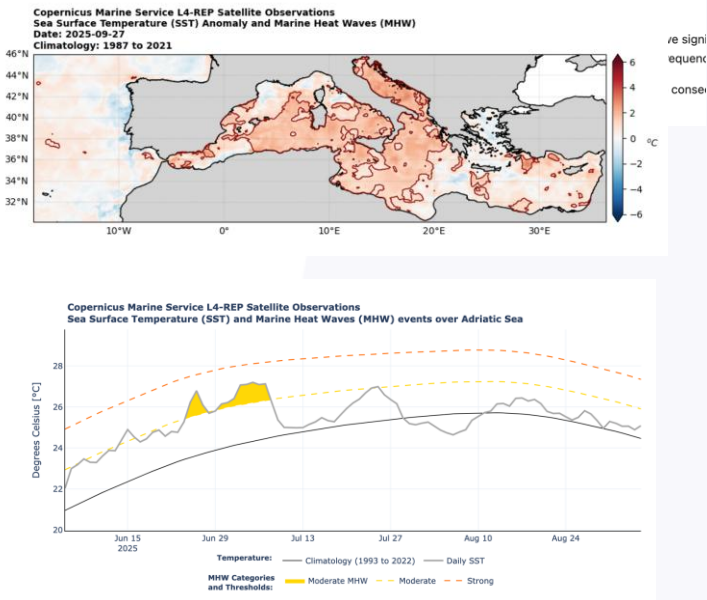 Copernicus Marine Service L4-REP Satellite Observations
Sea Surface Temperature (SST) Anomaly and Marine Heat Waves (MHW)
Date: 2025-09-27
Climatology: 1987 to 2021
46°N
44°N
42°N
40°N
38°N
36°N
34°N
32°N
10°W
0°
10°E
20°E
30°E
6
4
2
0
−2
−4
−6
°C
Copernicus Marine Service L4-REP Satellite Observations
Sea Surface Temperature (SST) and Marine Heat Waves (MHW) events over Adriatic Sea
Degrees Celsius [°C]
28
26
24
22
20
Jun 15
2025
Jun 29
Jul 13
Jul 27
Aug 10
Aug 24
Temperature:
Climatology (1993 to 2022)
Daily SST
MHW Categories
and Thresholds:
Moderate MHW
Moderate
Strong